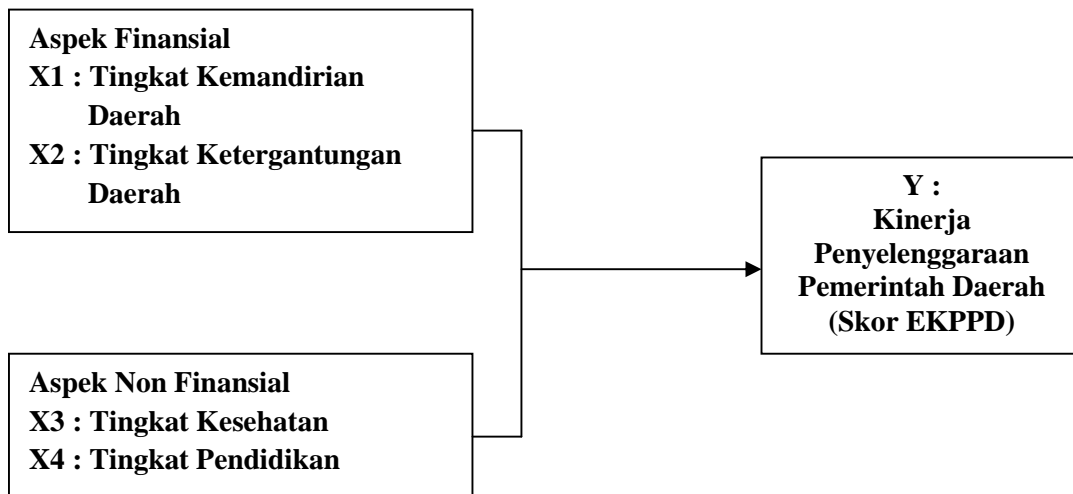 Aspek Finansial
X1 : Tingkat Kemandirian
Daerah
X2 : Tingkat Ketergantungan
Daerah
Y :
Kinerja
Penyelenggaraan
Pemerintah Daerah
(Skor EKPPD)
Aspek Non Finansial
X3 : Tingkat Kesehatan
X4 : Tingkat Pendidikan